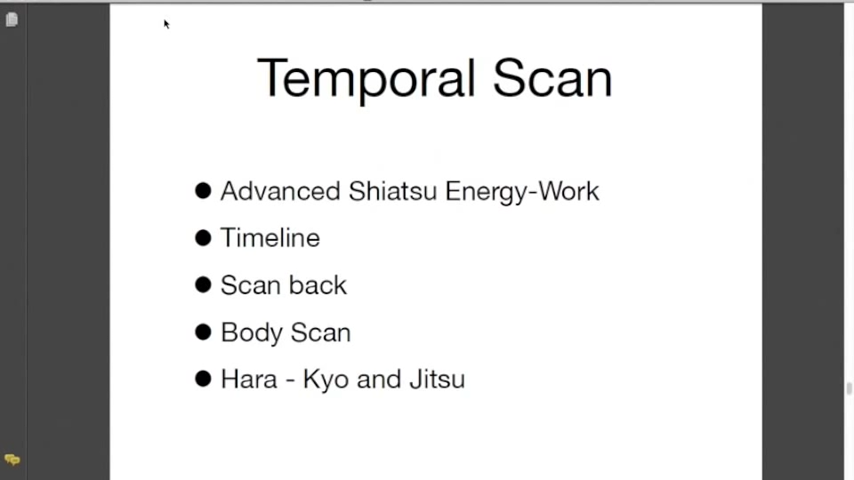 Temporal Scan
● Advanced Shiatsu Energy-Work
● Timeline
● Scan back
● Body Scan
● Hara - Kyo and Jitsu